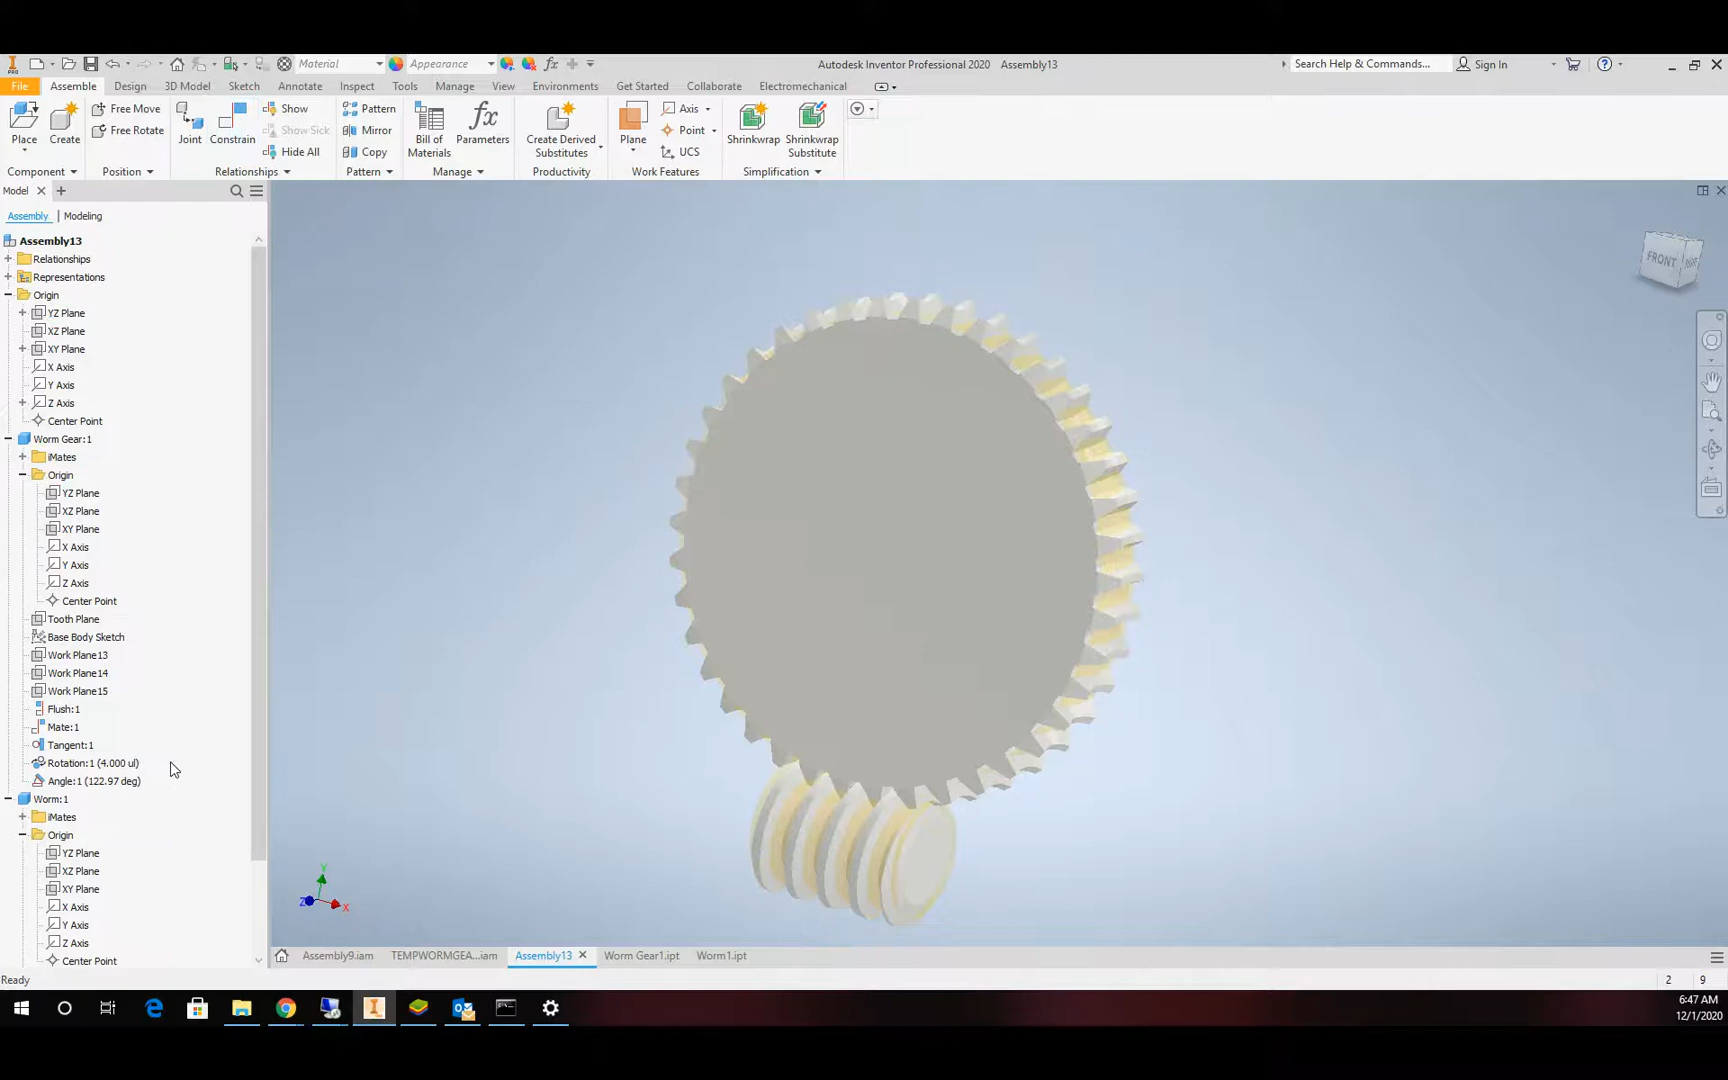 Material
Appearance
Autodesk Inventor Professional 2020 Assembly13
Search Help & Commands...
Sign In
File Assemble Design 3D Model Sketch Annotate Inspect Tools Manage View Environments Get Started Collaborate Electromechanical
Place
Create
Free Move
Free Rotate
Joint
Constrain
Show
Show Sick
Hide All
Pattern
Mirror
Copy
Bill of
Materials
Parameters
Create Derived
Substitutes
Plane
Axis
Point
UCS
Shrinkwrap
Shrinkwrap
Substitute
Component Position Relationships Pattern Manage Productivity Work Features Simplification
Model
Assembly | Modeling
Assembly13
Relationships
Representations
Origin
YZ Plane
XZ Plane
XY Plane
X Axis
Y Axis
Z Axis
Center Point
Worm Gear:1
iMates
Origin
YZ Plane
XZ Plane
XY Plane
X Axis
Y Axis
Z Axis
Center Point
Tooth Plane
Base Body Sketch
Work Plane13
Work Plane14
Work Plane15
Flush:1
Mate:1
Tangent:1
Rotation:1 (4.000 ul)
Angle:1 (122.97 deg)
Worm:1
iMates
Origin
YZ Plane
XZ Plane
XY Plane
X Axis
Y Axis
Z Axis
Center Point
FRONT
RIGHT
Y
Z
X
Assembly9.iam TEMPWORMGEA...iam Assembly13 Worm Gear1.ipt Worm1.ipt
Ready
2 9
6:47 AM
12/1/2020